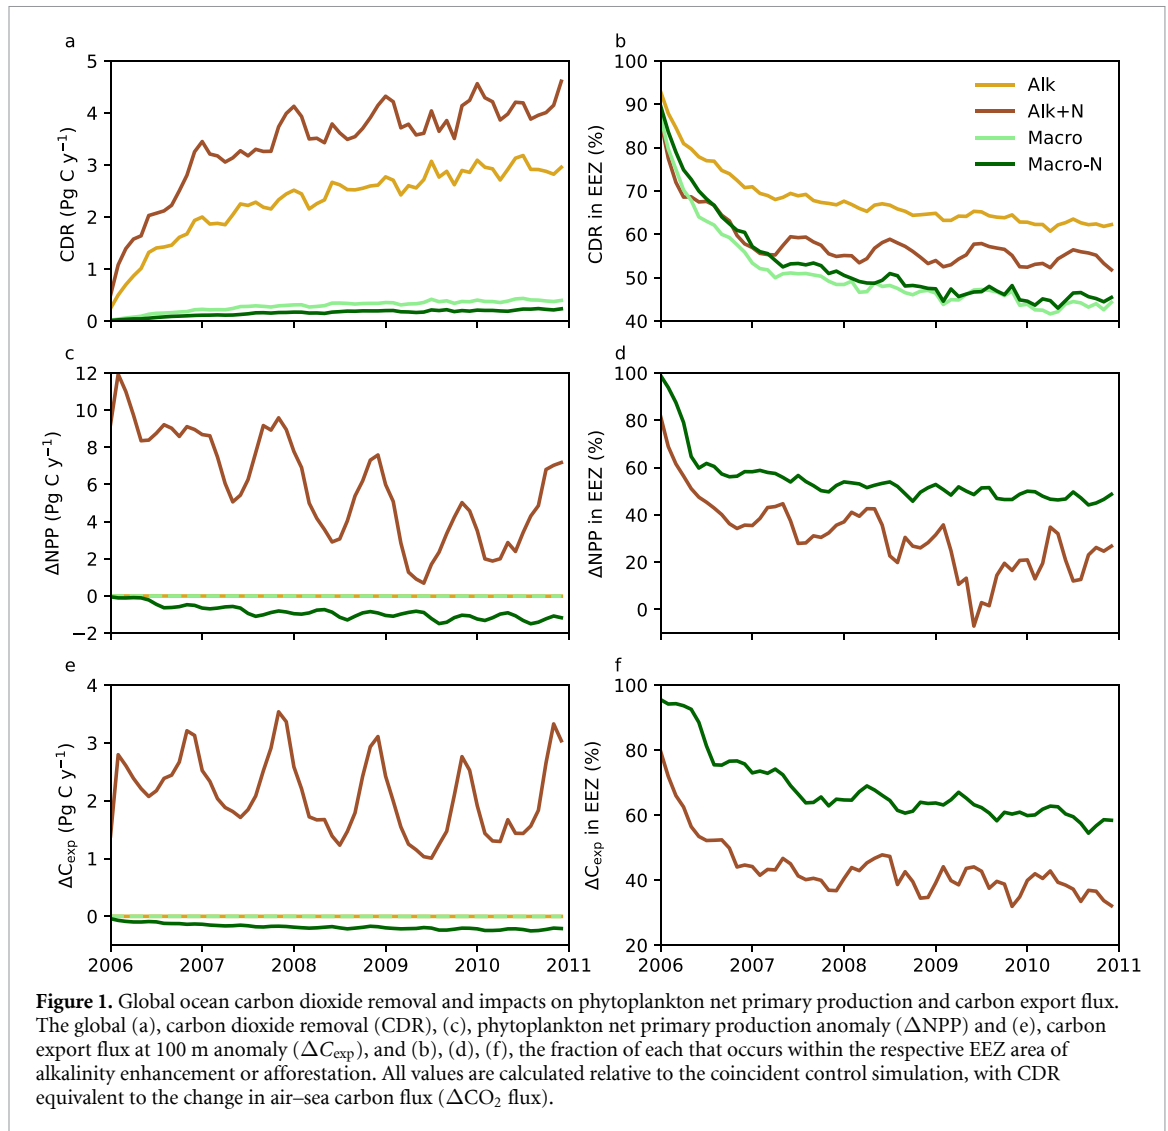 a
5
4
3
2
1
0
CDR (Pg C y⁻¹)
b
100
90
80
70
60
50
40
CDR in EEZ (%)
Alk
Alk+N
Macro
Macro-N
c
12
10
8
6
4
2
0
−2
ΔNPP (Pg C y⁻¹)
d
100
80
60
40
20
0
ΔNPP in EEZ (%)
e
4
3
2
1
0
ΔC_exp (Pg C y⁻¹)
2006 2007 2008 2009 2010 2011
f
100
80
60
40
20
ΔC_exp in EEZ (%)
2006 2007 2008 2009 2010 2011
Figure 1. Global ocean carbon dioxide removal and impacts on phytoplankton net primary production and carbon export flux.
The global (a), carbon dioxide removal (CDR), (c), phytoplankton net primary production anomaly (ΔNPP) and (e), carbon
export flux at 100 m anomaly (ΔC_exp), and (b), (d), (f), the fraction of each that occurs within the respective EEZ area of
alkalinity enhancement or afforestation. All values are calculated relative to the coincident control simulation, with CDR
equivalent to the change in air–sea carbon flux (ΔCO₂ flux).